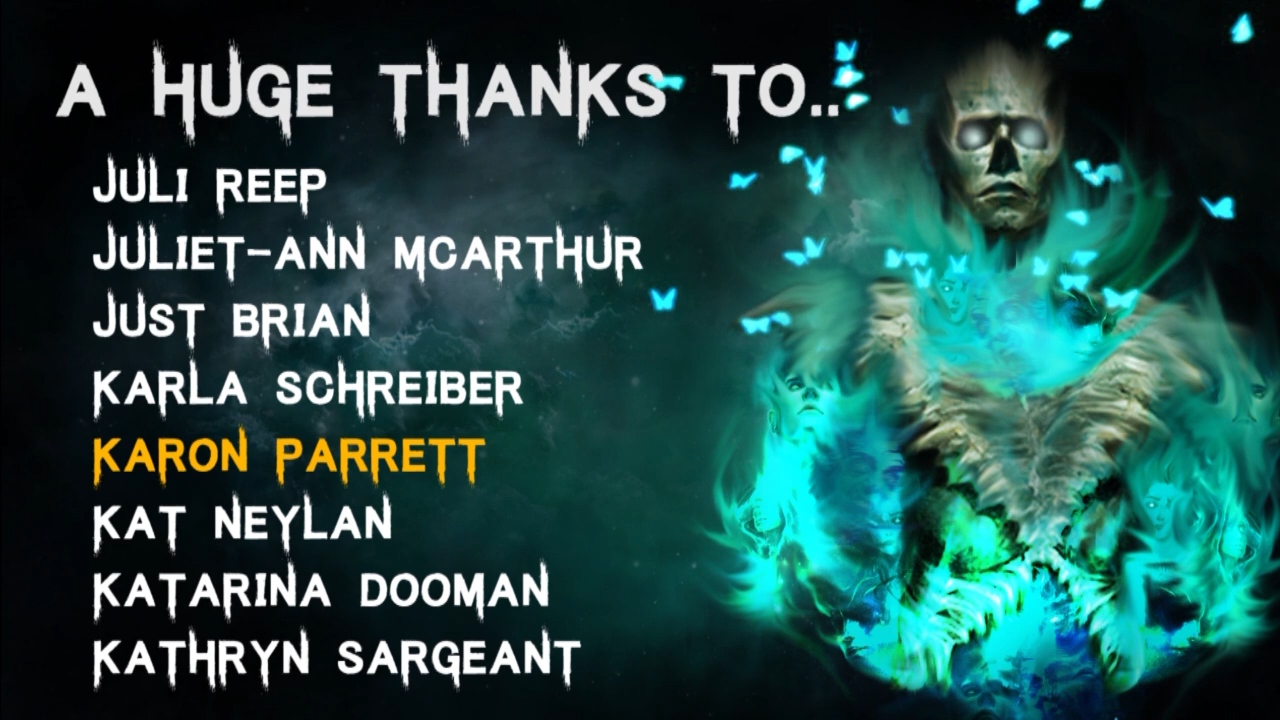 A HUGE THANKS TO..
JULI REEP
JULIET-ANN MCARTHUR
JUST BRIAN
KARLA SCHREIBER
KARON PARRETT
KAT NEYLAN
KATARINA DOOMAN
KATHRYN SARGEANT